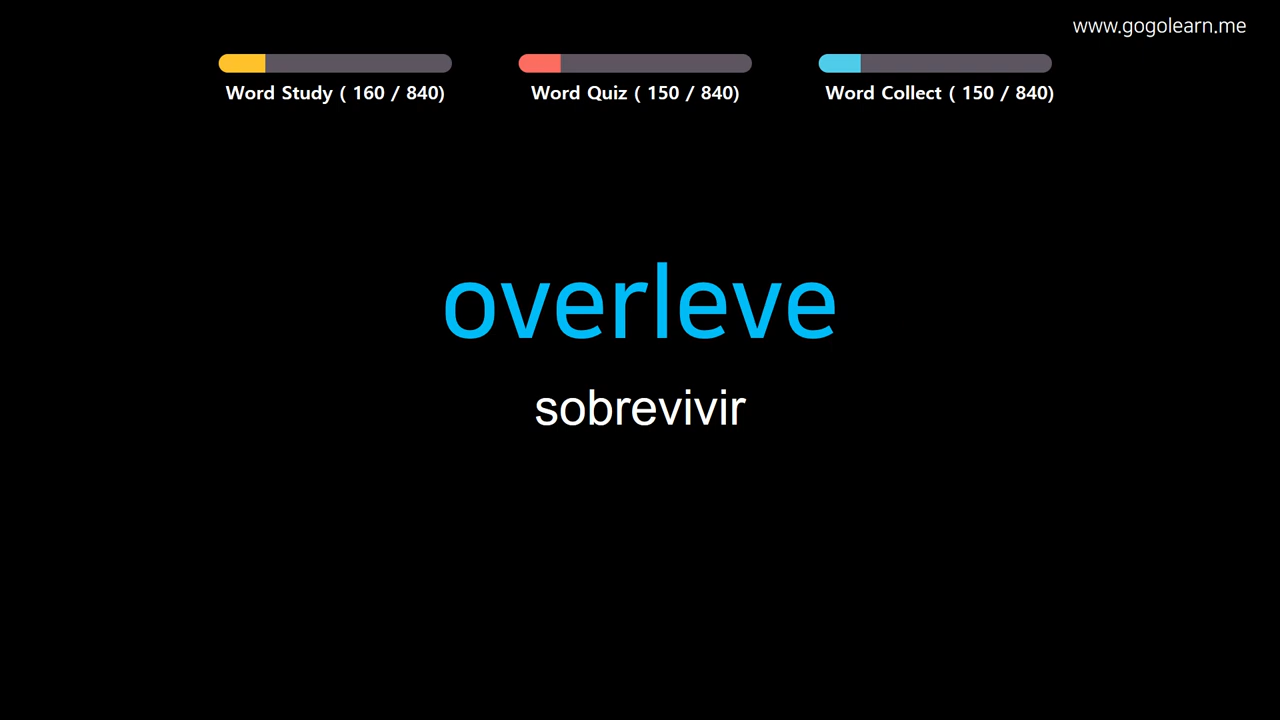 www.gogolearn.me
Word Study ( 160 / 840)
Word Quiz ( 150 / 840)
Word Collect ( 150 / 840)
overleve
sobrevivir